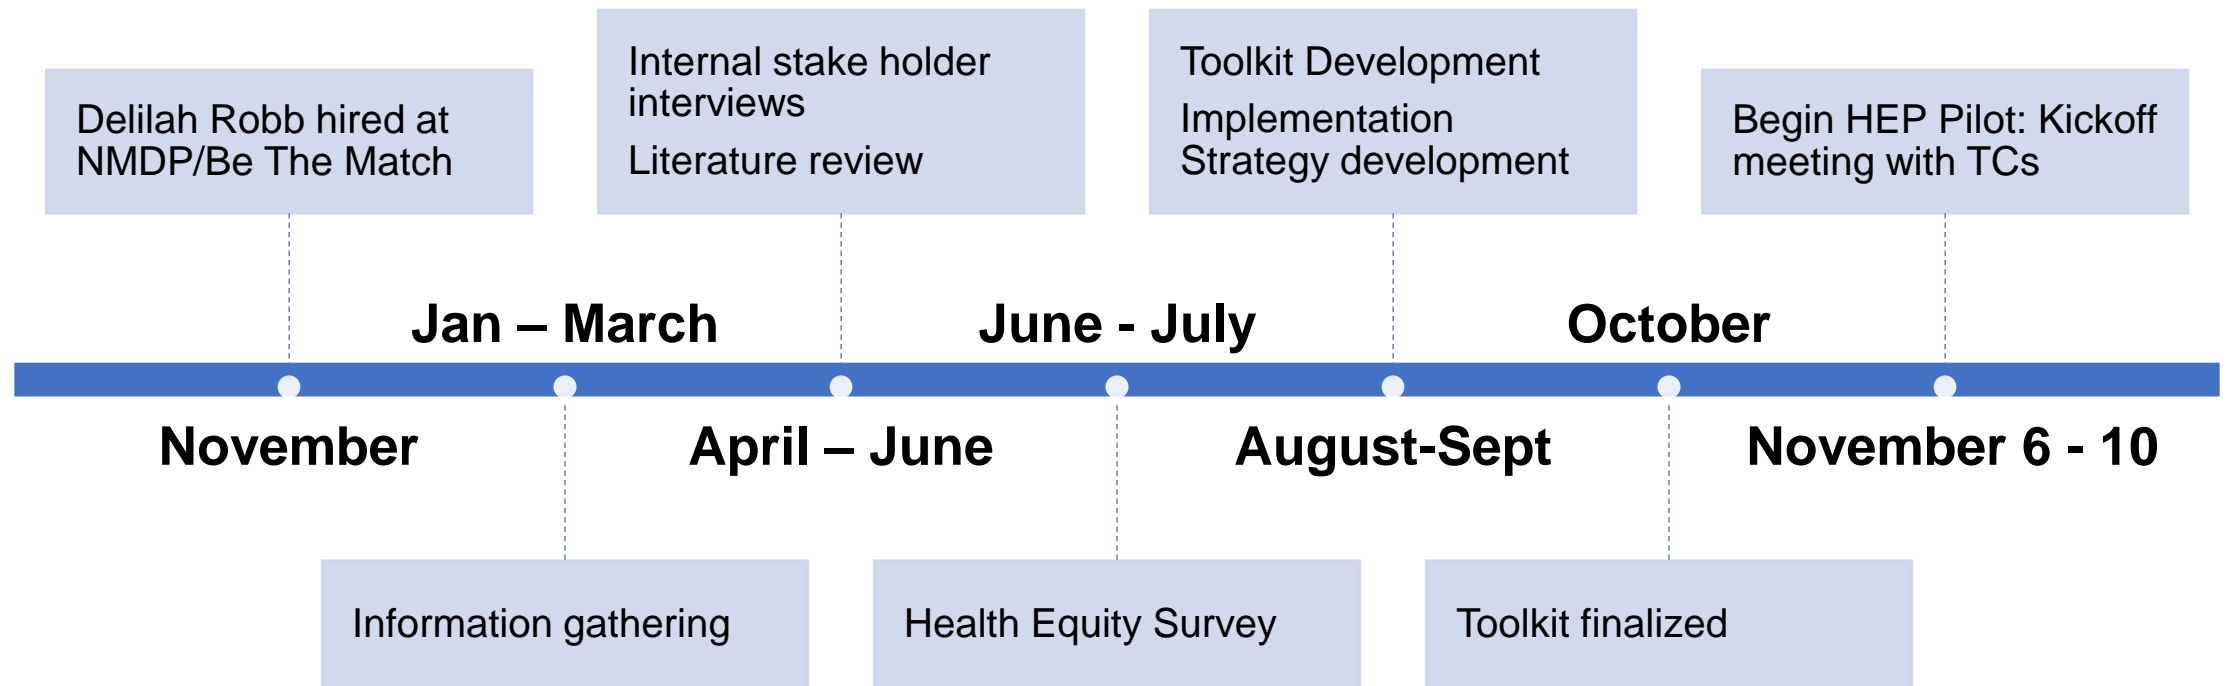 Delilah Robb hired at
NMDP/Be The Match
Internal stake holder
interviews
Literature review
Toolkit Development
Implementation
Strategy development
Begin HEP Pilot: Kickoff
meeting with TCs
Jan – March
June - July
October
November
April – June
August-Sept
November 6 - 10
Information gathering
Health Equity Survey
Toolkit finalized